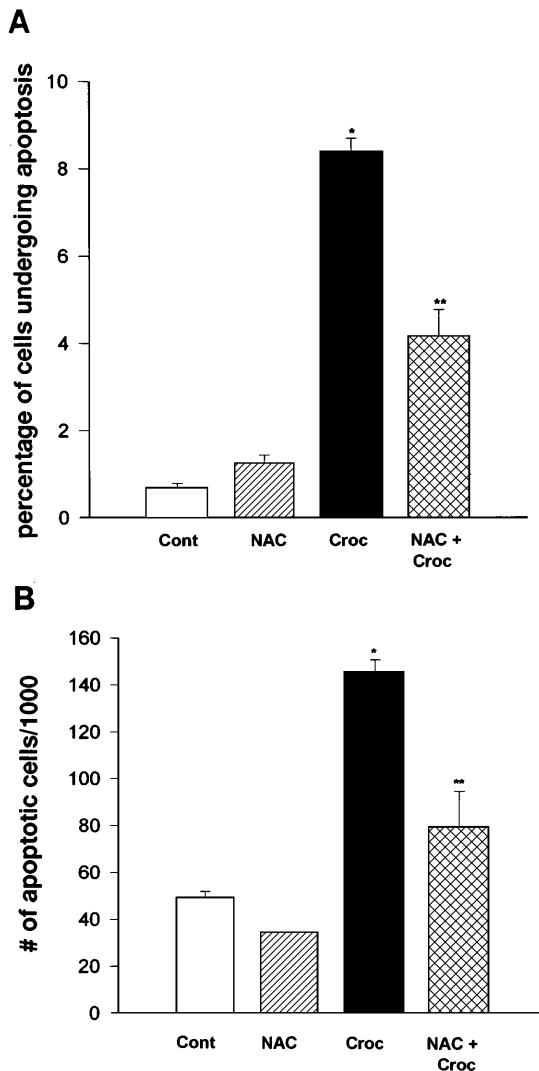 A
percentage of cells undergoing apoptosis
10
8
6
4
2
0
*
**
Cont NAC Croc NAC +
Croc
B
# of apoptotic cells/1000
160
140
120
100
80
60
40
20
0
*
**
Cont NAC Croc NAC +
Croc